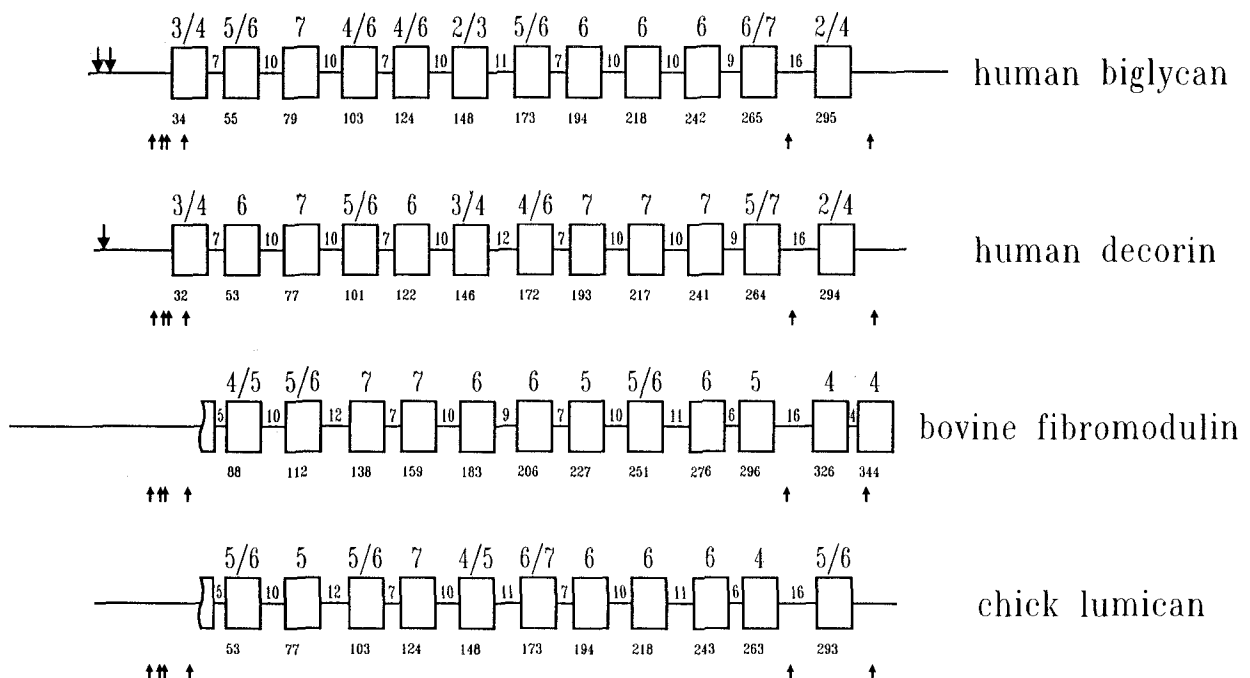 3/4 5/6 7 4/6 4/6 2/3 5/6 6 6 6 6/7 2/4
7 10 10 7 10 11 7 10 10 9 16 human biglycan
34 55 79 103 124 148 173 194 218 242 265 295
3/4 6 7 5/6 6 3/4 4/6 7 7 7 5/7 2/4
7 10 10 7 10 12 7 10 10 9 16 human decorin
32 53 77 101 122 146 172 193 217 241 264 294
4/5 5/6 7 7 6 6 5 5/6 6 5 4 4
5 10 12 7 10 9 7 10 11 6 16 4 bovine fibromodulin
88 112 138 159 183 206 227 251 276 296 326 344
5/6 5 5/6 7 4/5 6/7 6 6 6 4 5/6
5 10 12 7 10 11 7 10 11 6 16 chick lumican
53 77 103 124 148 173 194 218 243 263 293